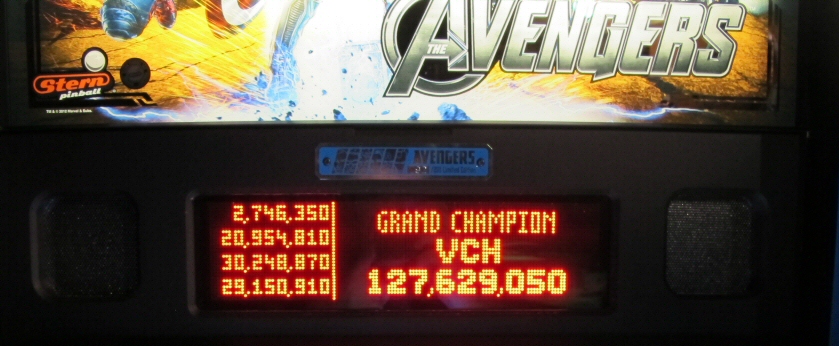 THE
AVENGERS
Stern
pinball
AVENGERS
2,746,350
20,954,810
30,248,870
29,150,910
GRAND CHAMPION
VCH
127,629,050